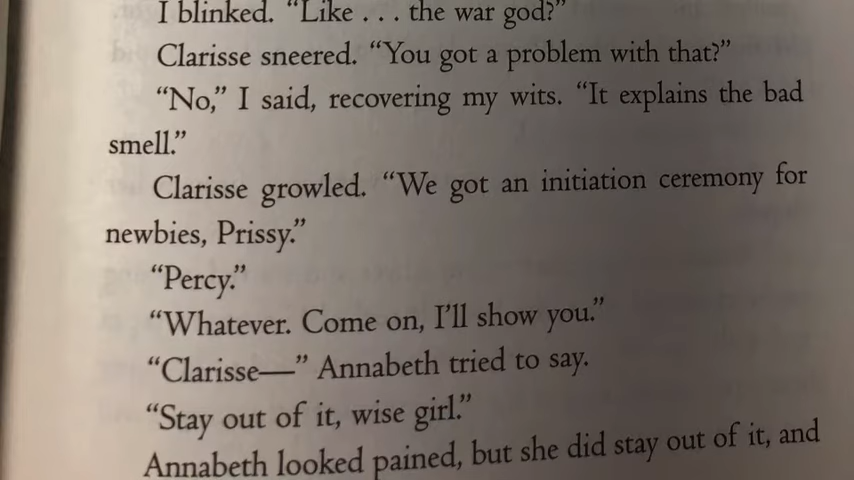 I blinked. “Like . . . the war god?”
Clarisse sneered. “You got a problem with that?”
“No,” I said, recovering my wits. “It explains the bad
smell.”
Clarisse growled. “We got an initiation ceremony for
newbies, Prissy.”
“Percy.”
“Whatever. Come on, I’ll show you.”
“Clarisse—” Annabeth tried to say.
“Stay out of it, wise girl.”
Annabeth looked pained, but she did stay out of it, and